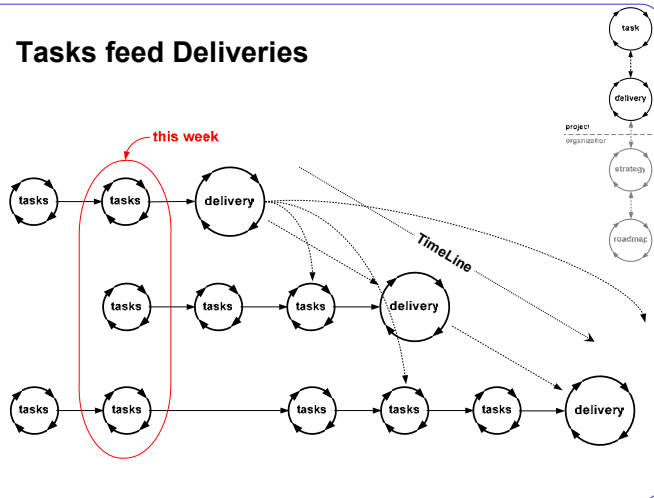 Tasks feed Deliveries
task
delivery
project
organization
strategy
roadmap
this week
tasks
tasks
delivery
TimeLine
tasks
tasks
tasks
delivery
tasks
tasks
tasks
tasks
tasks
delivery